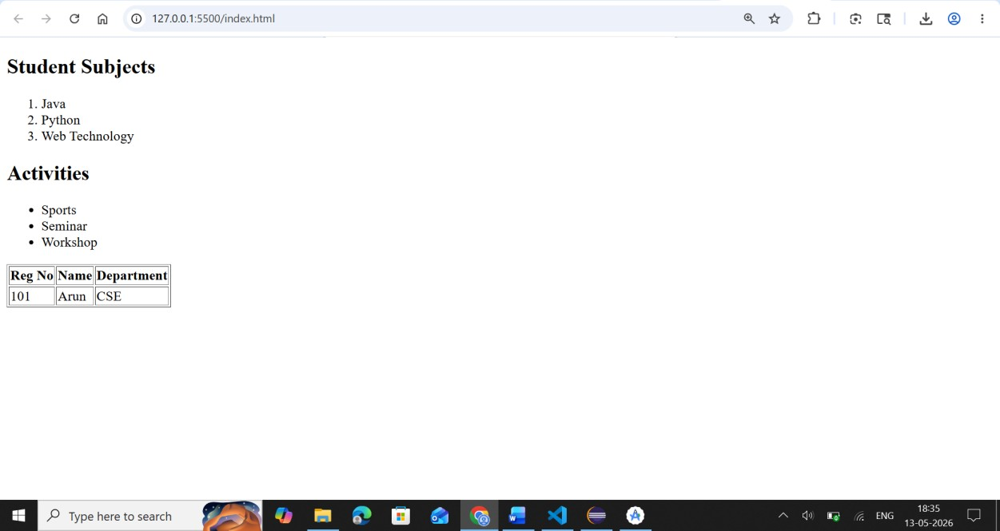 127.0.0.1:5500/index.html
Student Subjects
1. Java
2. Python
3. Web Technology
Activities
• Sports
• Seminar
• Workshop
Reg No Name Department
101 Arun CSE
Type here to search
ENG
18:35
13-05-2026